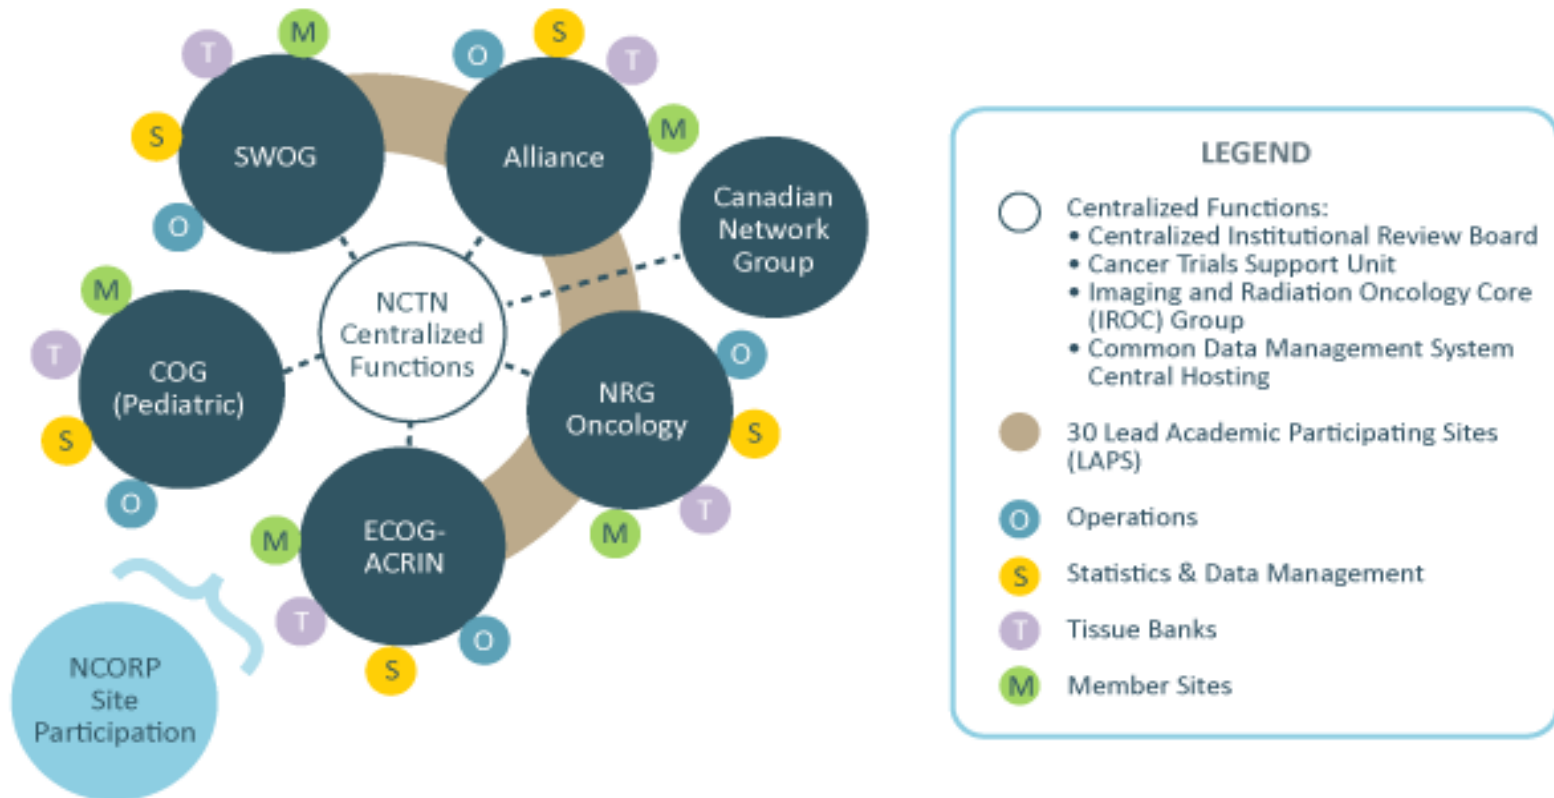 T
M
S
SWOG
O
O
S
T
M
Alliance
Canadian
Network
Group
NCTN
Centralized
Functions
M
T
S
O
COG
(Pediatric)
NRG
Oncology
O
S
T
M
ECOG-
ACRIN
M
T
S
O
NCORP
Site
Participation
LEGEND
Centralized Functions:
• Centralized Institutional Review Board
• Cancer Trials Support Unit
• Imaging and Radiation Oncology Core
(IROC) Group
• Common Data Management System
Central Hosting
30 Lead Academic Participating Sites
(LAPS)
O Operations
S Statistics & Data Management
T Tissue Banks
M Member Sites